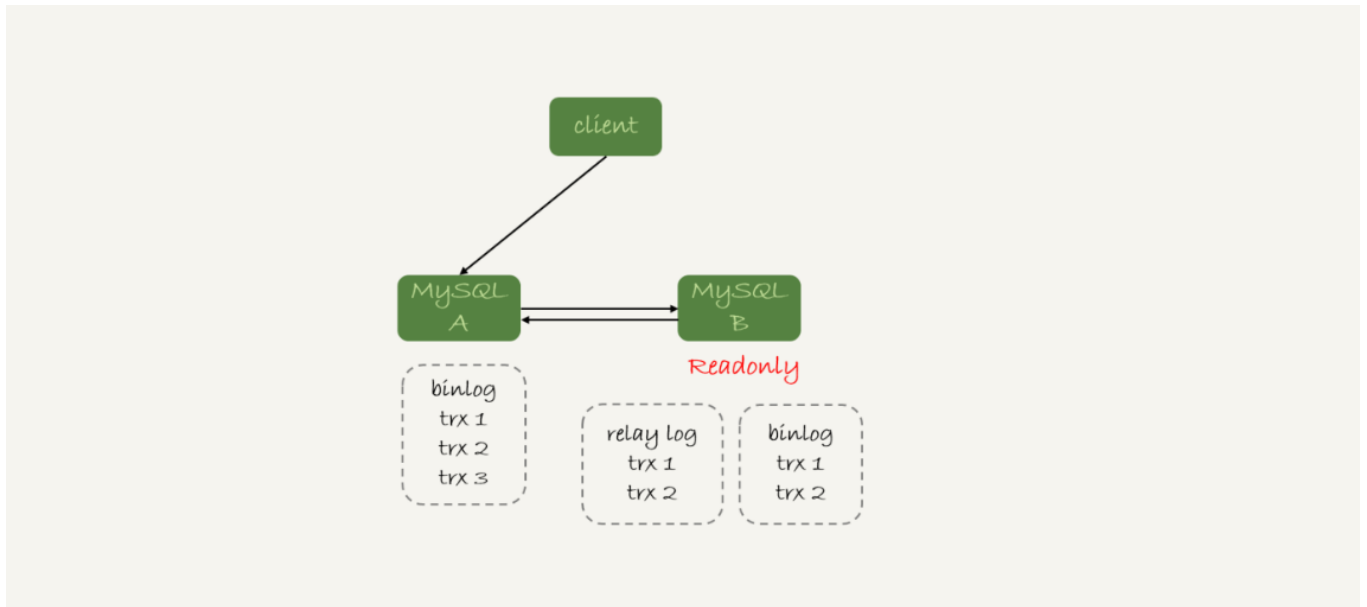 client
MySQL
A
MySQL
B
Readonly
binlog
trx 1
trx 2
trx 3
relay log
trx 1
trx 2
binlog
trx 1
trx 2